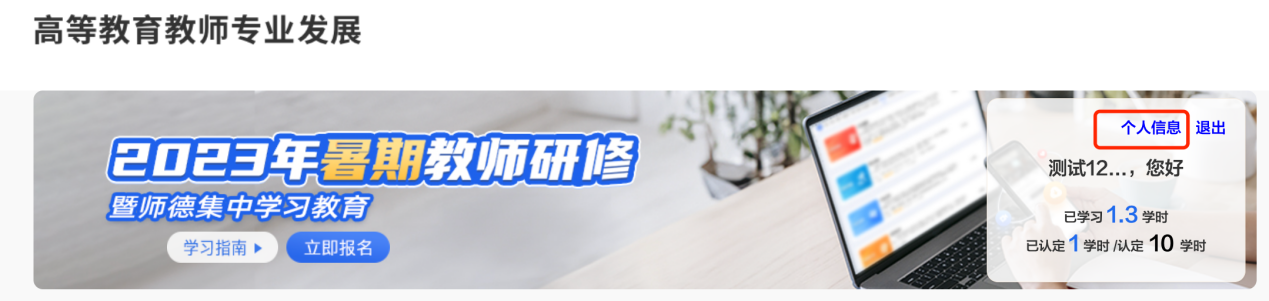 高等教育教师专业发展
2023年暑期教师研修
暨师德集中学习教育
学习指南 ▶ 立即报名
个人信息 退出
测试12...，您好
已学习 1.3 学时
已认定 1 学时 /认定 10 学时